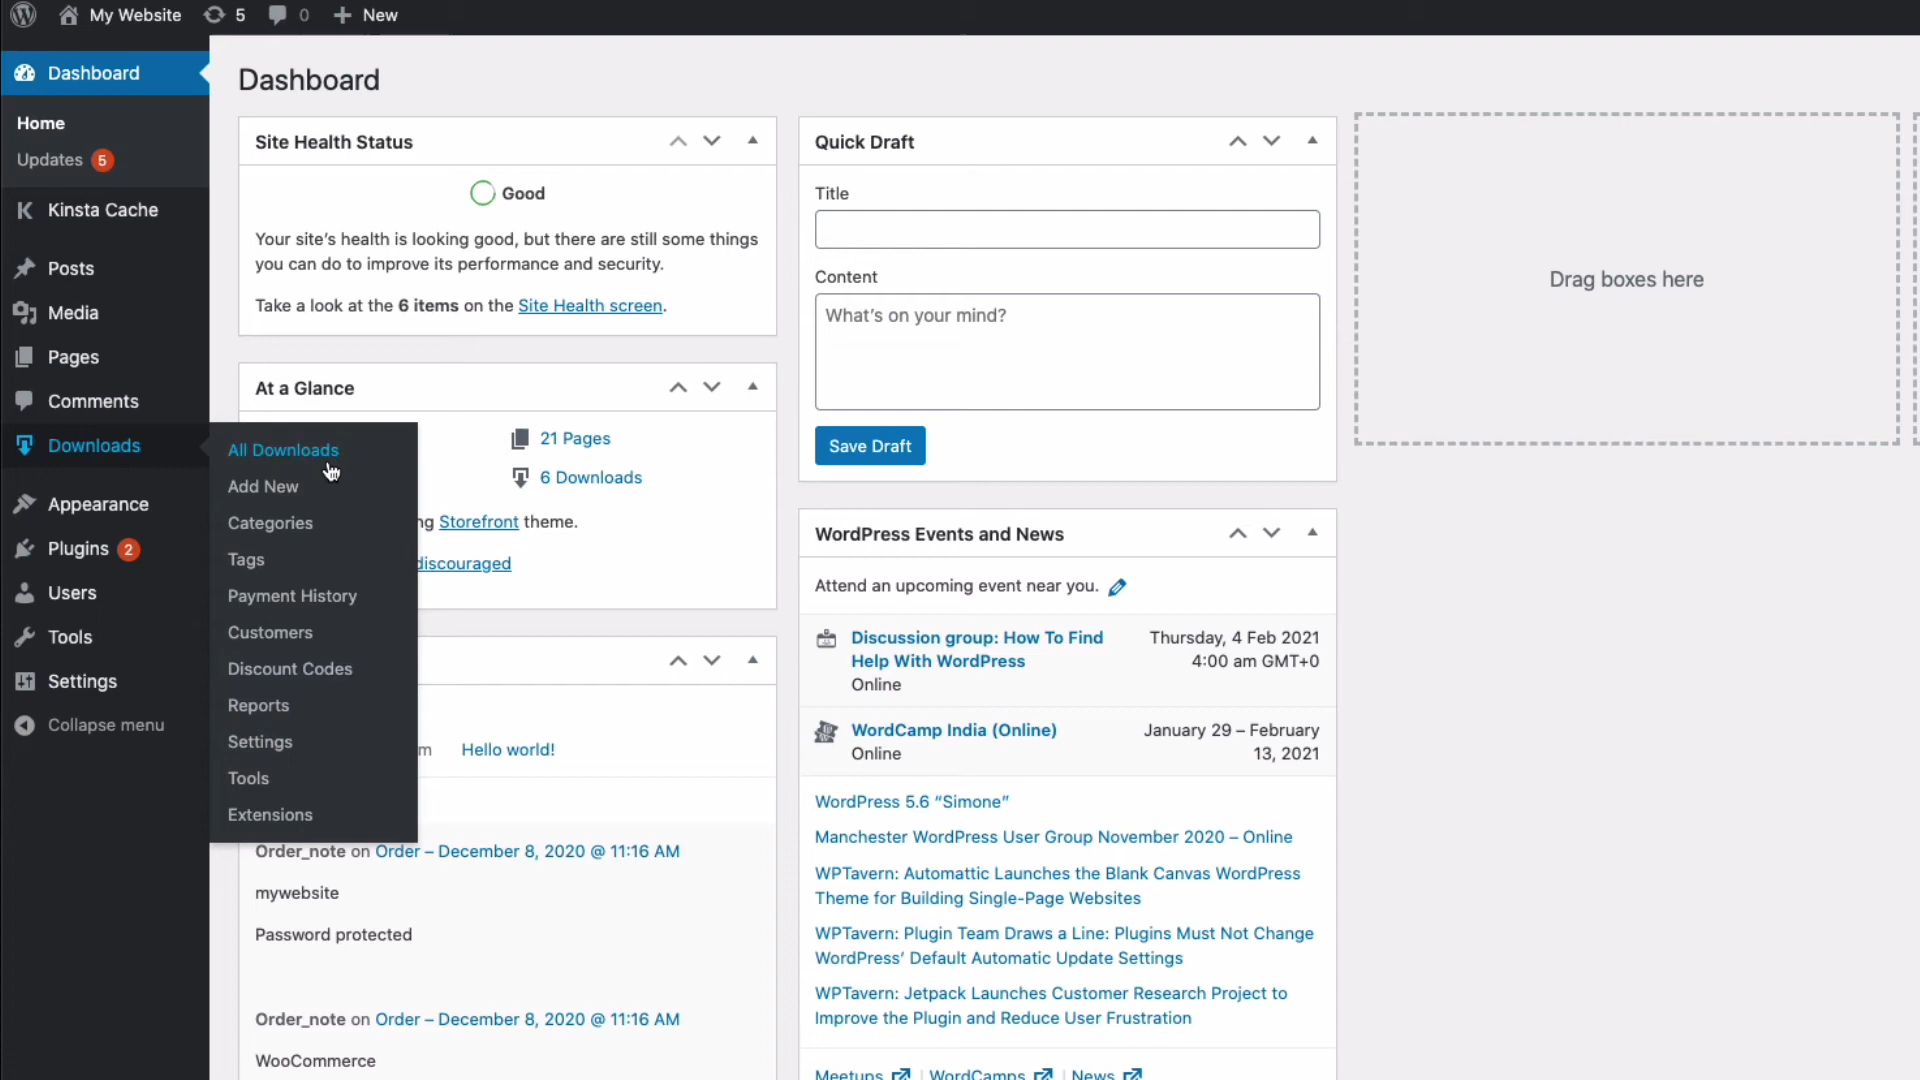 My Website
5
0
New
Dashboard
Home
Updates 5
Kinsta Cache
Posts
Media
Pages
Comments
Downloads
Appearance
Plugins 2
Users
Tools
Settings
Collapse menu
All Downloads
Add New
Categories
Tags
Payment History
Customers
Discount Codes
Reports
Settings
Tools
Extensions
Dashboard
Site Health Status
Good
Your site's health is looking good, but there are still some things
you can do to improve its performance and security.
Take a look at the 6 items on the Site Health screen.
At a Glance
21 Pages
6 Downloads
Storefront theme.
discouraged
Hello world!
Order_note on Order – December 8, 2020 @ 11:16 AM
mywebsite
Password protected
Order_note on Order – December 8, 2020 @ 11:16 AM
WooCommerce
Quick Draft
Title
Content
What's on your mind?
Save Draft
WordPress Events and News
Attend an upcoming event near you.
Discussion group: How To Find
Help With WordPress
Online
Thursday, 4 Feb 2021
4:00 am GMT+0
WordCamp India (Online)
Online
January 29 – February
13, 2021
WordPress 5.6 “Simone”
Manchester WordPress User Group November 2020 – Online
WPTavern: Automattic Launches the Blank Canvas WordPress
Theme for Building Single-Page Websites
WPTavern: Plugin Team Draws a Line: Plugins Must Not Change
WordPress’ Default Automatic Update Settings
WPTavern: Jetpack Launches Customer Research Project to
Improve the Plugin and Reduce User Frustration
Meetups | WordCamps | News
Drag boxes here